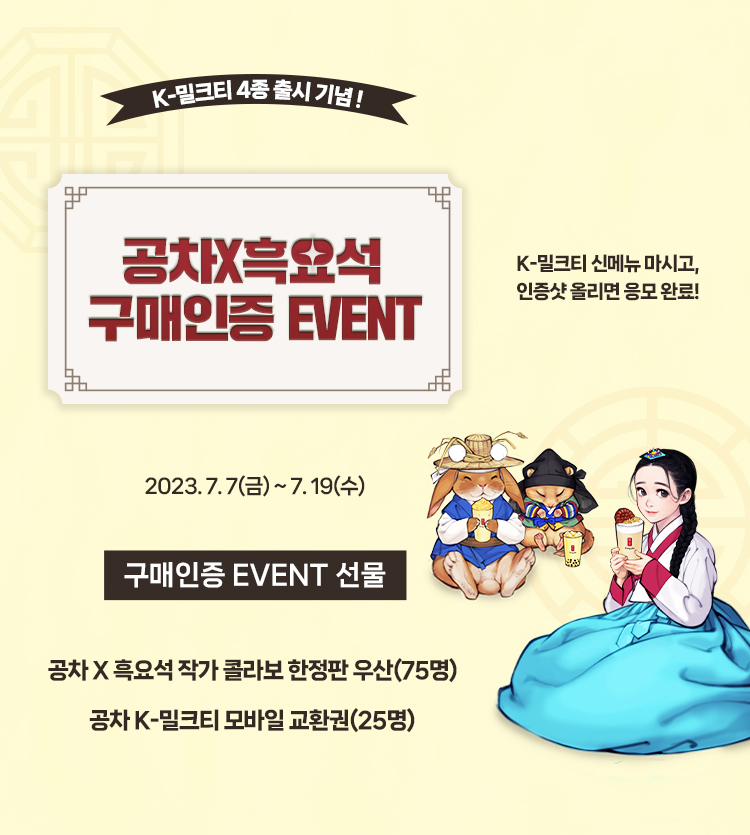 K-밀크티 4종 출시 기념!
공차X흑요석
구매인증 EVENT
K-밀크티 신메뉴 마시고,
인증샷 올리면 응모 완료!
2023. 7. 7(금) ~ 7. 19(수)
구매인증 EVENT 선물
공차 X 흑요석 작가 콜라보 한정판 우산(75명)
공차 K-밀크티 모바일 교환권(25명)